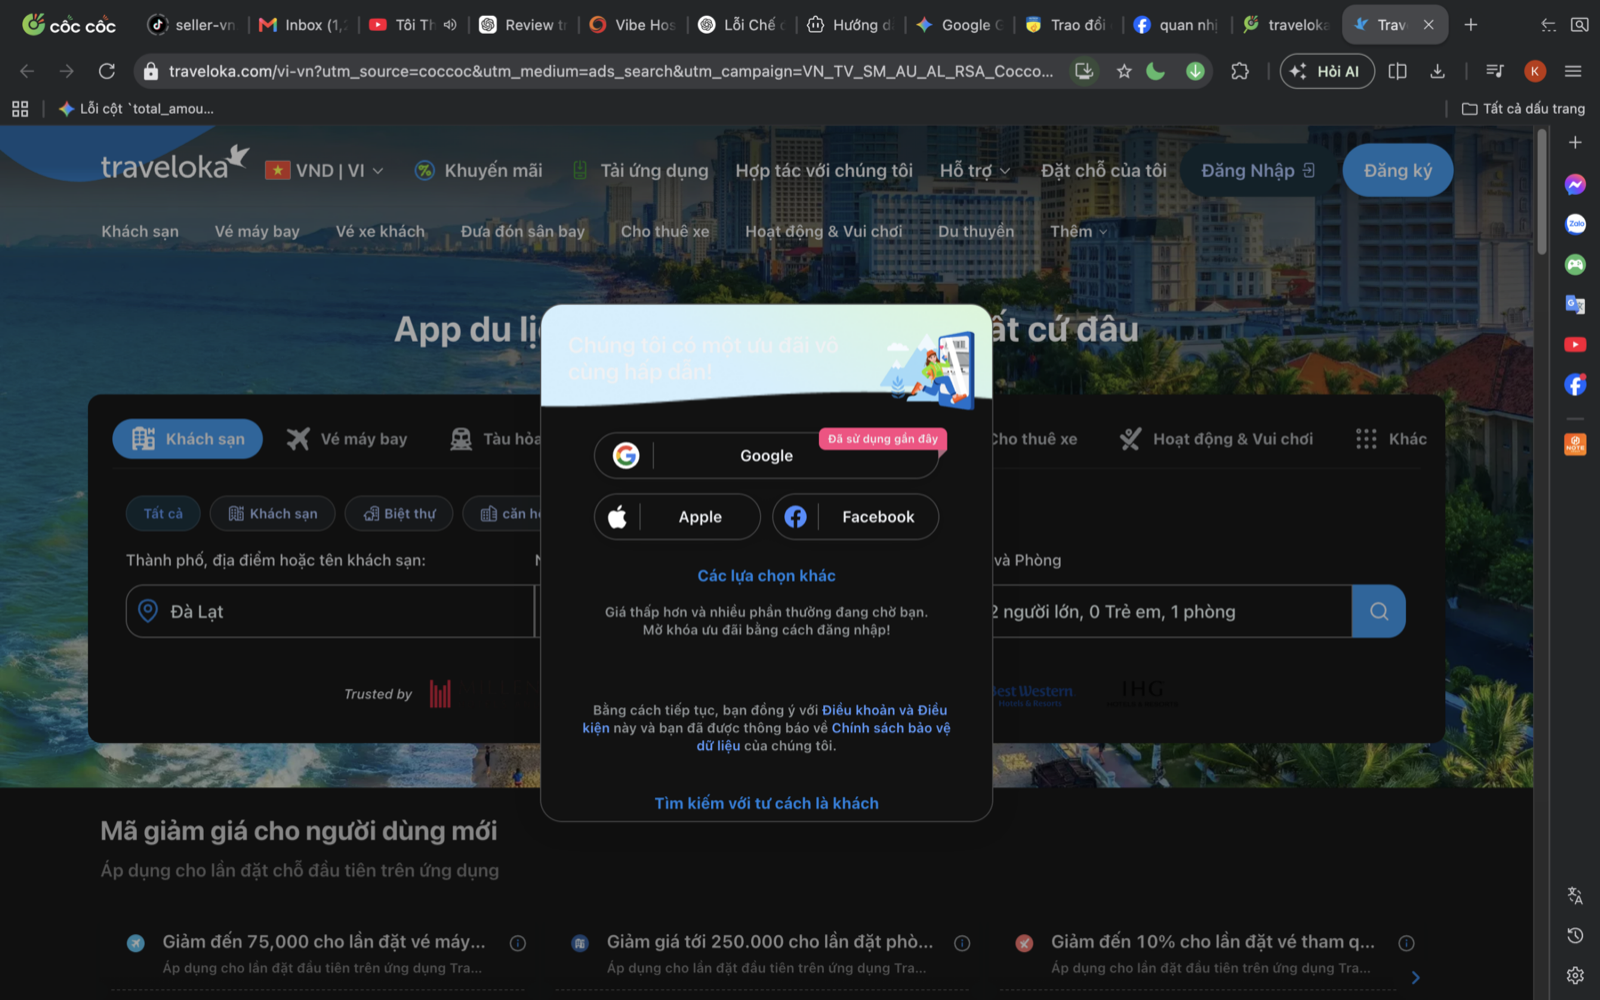 cốc cốc
seller-vn
Inbox (1,
Tôi Th
Review tr
Vibe Hos
Lỗi Chế
Hướng d
Google G
Trao đổi
quan nhị
traveloka
Trav
traveloka.com/vi-vn?utm_source=coccoc&utm_medium=ads_search&utm_campaign=VN_TV_SM_AU_AL_RSA_Cocco...
Hỏi AI
K
Lỗi cột `total_amou...
Tất cả dấu trang
traveloka
VND | VI
Khuyến mãi
Tải ứng dụng
Hợp tác với chúng tôi
Hỗ trợ
Đặt chỗ của tôi
Đăng Nhập
Đăng ký
Khách sạn
Vé máy bay
Vé xe khách
Đưa đón sân bay
Cho thuê xe
Hoạt động & Vui chơi
Du thuyền
Thêm
App du lị
ất cứ đâu
Chúng tôi có một ưu đãi vô
cùng hấp dẫn!
Khách sạn
Vé máy bay
Tàu hỏa
Cho thuê xe
Hoạt động & Vui chơi
Khác
Đã sử dụng gần đây
Google
Apple
Facebook
Tất cả
Khách sạn
Biệt thự
căn h
Thành phố, địa điểm hoặc tên khách sạn:
và Phòng
Các lựa chọn khác
Đà Lạt
2 người lớn, 0 Trẻ em, 1 phòng
Giá thấp hơn và nhiều phần thưởng đang chờ bạn.
Mở khóa ưu đãi bằng cách đăng nhập!
Trusted by
Best Western
Hotels & Resorts
IHG
Bằng cách tiếp tục, bạn đồng ý với Điều khoản và Điều
kiện này và bạn đã được thông báo về Chính sách bảo vệ
dữ liệu của chúng tôi.
Tìm kiếm với tư cách là khách
Mã giảm giá cho người dùng mới
Áp dụng cho lần đặt chỗ đầu tiên trên ứng dụng
Giảm đến 75,000 cho lần đặt vé máy...
Áp dụng cho lần đặt đầu tiên trên ứng dụng Tra...
Giảm giá tới 250.000 cho lần đặt phò...
Áp dụng cho lần đặt đầu tiên trên ứng dụng Tra...
Giảm đến 10% cho lần đặt vé tham q...
Áp dụng cho lần đặt đầu tiên trên ứng dụng Tra...
Zalo
NOTE